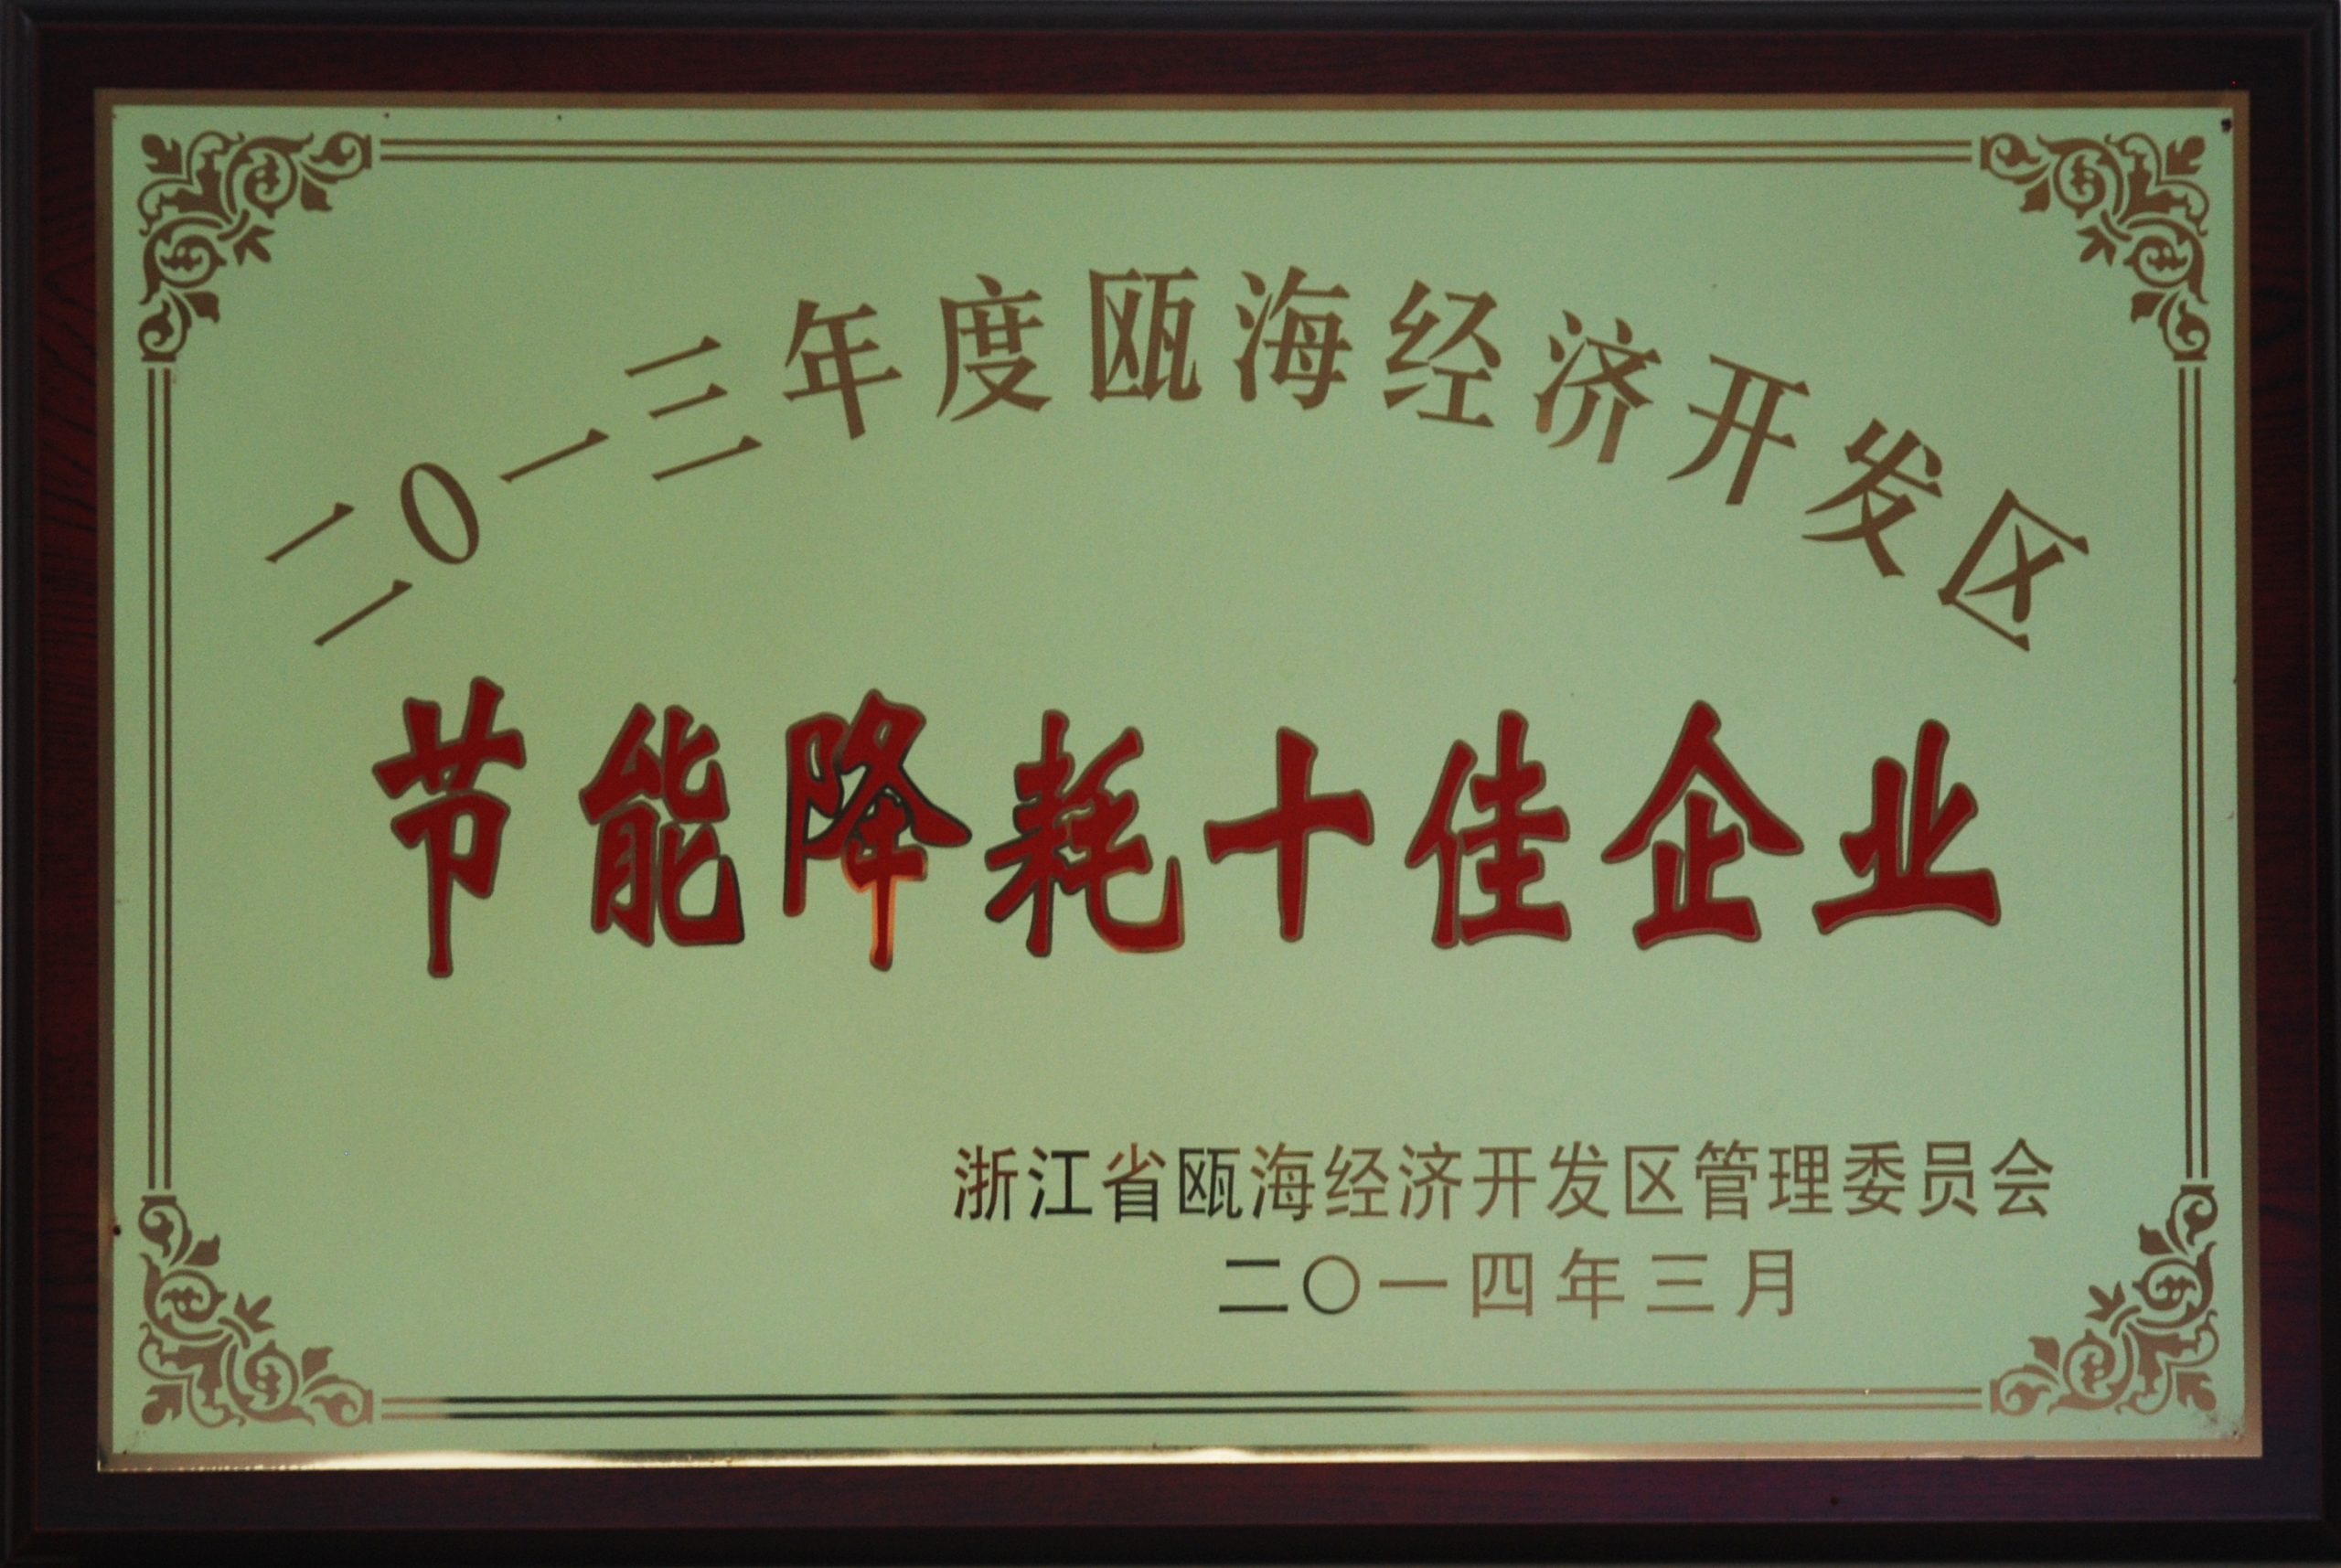 二〇一三年度瓯海经济开发区
节能降耗十佳企业
浙江省瓯海经济开发区管理委员会
二〇一四年三月